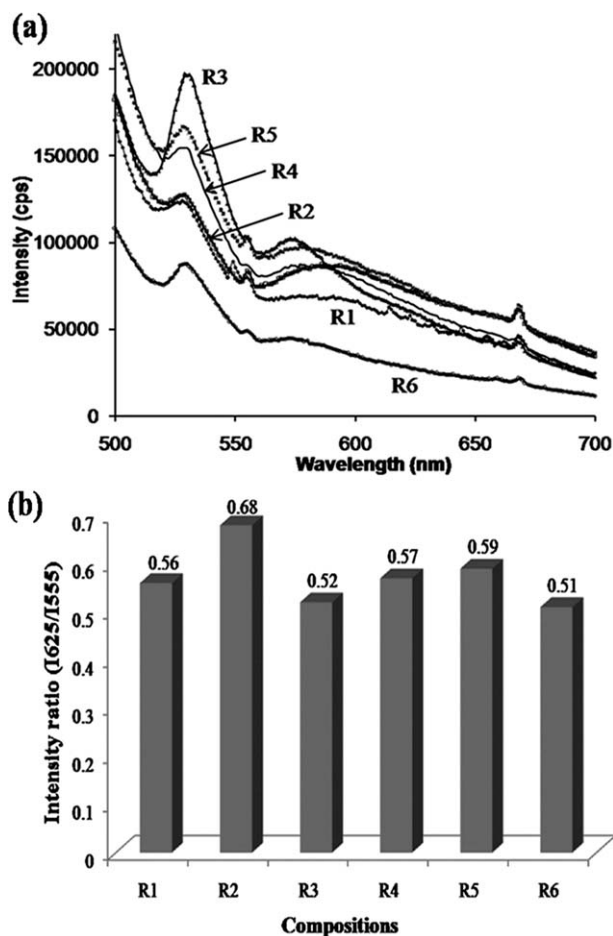 (a)
200000
150000
100000
50000
0
Intensity (cps)
R3
R5
R4
R2
R1
R6
500 550 600 650 700
Wavelength (nm)
(b)
0.7
0.6
0.5
0.4
0.3
0.2
0.1
0
Intensity ratio (I625/I555)
0.56 0.68 0.52 0.57 0.59 0.51
R1 R2 R3 R4 R5 R6
Compositions